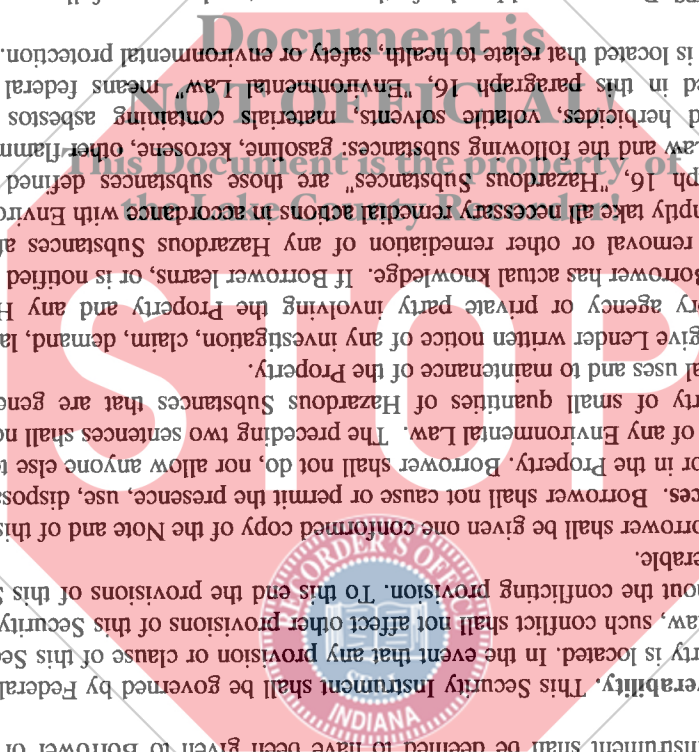 Instrument shall be deemed to have been given to Borrower or
verability. This Security Instrument shall be governed by Federal
rty is located. In the event that any provision or clause of this Sec
aw, such conflict shall not affect other provisions of this Security
out the conflicting provision. To this end the provisions of this S
erable.
orrower shall be given one conformed copy of the Note and of this
ces. Borrower shall not cause or permit the presence, use, disposa
or in the Property. Borrower shall not do, nor allow anyone else to
of any Environmental Law. The preceding two sentences shall no
rty of small quantities of Hazardous Substances that are gene
al uses and to maintenance of the Property.
give Lender written notice of any investigation, claim, demand, la
ry agency or private party involving the Property and any H
Borrower has actual knowledge. If Borrower learns, or is notified
removal or other remediation of any Hazardous Substances af
mptly take all necessary remedial actions in accordance with Enviro
ph 16, "Hazardous Substances" are those substances defined
Law and the following substances: gasoline, kerosene, other flamm
d herbicides, volatile solvents, materials containing asbestos
ed in this paragraph 16, "Environmental Law" means federal
is located that relate to health, safety or environmental protection.
Document is
NOT OFFICIAL!
This Document is the property of
the Lake County Recorder!
STOP
RECORDER'S OFFICE
INDIANA